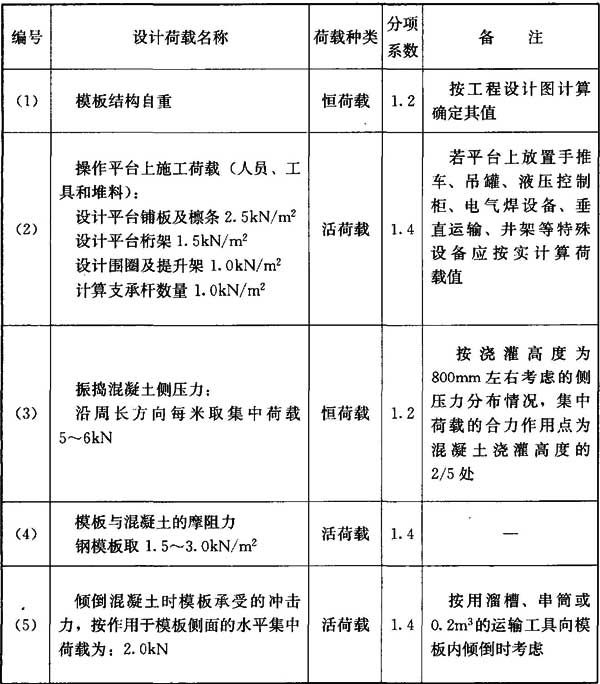 编号 设计荷载名称 荷载种类 分项系数 备 注
(1) 模板结构自重 恒荷载 1.2 按工程设计图计算
确定其值
(2) 操作平台上施工荷载（人员、工
具和堆料）：
设计平台铺板及檩条 2.5kN/m²
设计平台桁架 1.5kN/m²
设计围圈及提升架 1.0kN/m²
计算支承杆数量 1.0kN/m²
活荷载 1.4
若平台上放置手推
车、吊罐、液压控制
柜、电气焊设备、垂
直运输、井架等特殊
设备应按实计算荷
载值
(3) 振捣混凝土侧压力：
沿周长方向每米取集中荷载
5～6kN
恒荷载 1.2
按浇灌高度为
800mm 左右考虑的侧
压力分布情况，集中
荷载的合力作用点为
混凝土浇灌高度的
2/5 处
(4) 模板与混凝土的摩阻力
钢模板取 1.5～3.0kN/m²
活荷载 1.4 —
(5) 倾倒混凝土时模板承受的冲击
力，按作用于模板侧面的水平集中
荷载为：2.0kN
活荷载 1.4
按用溜槽、串筒或
0.2m³的运输工具向模
板内倾倒时考虑